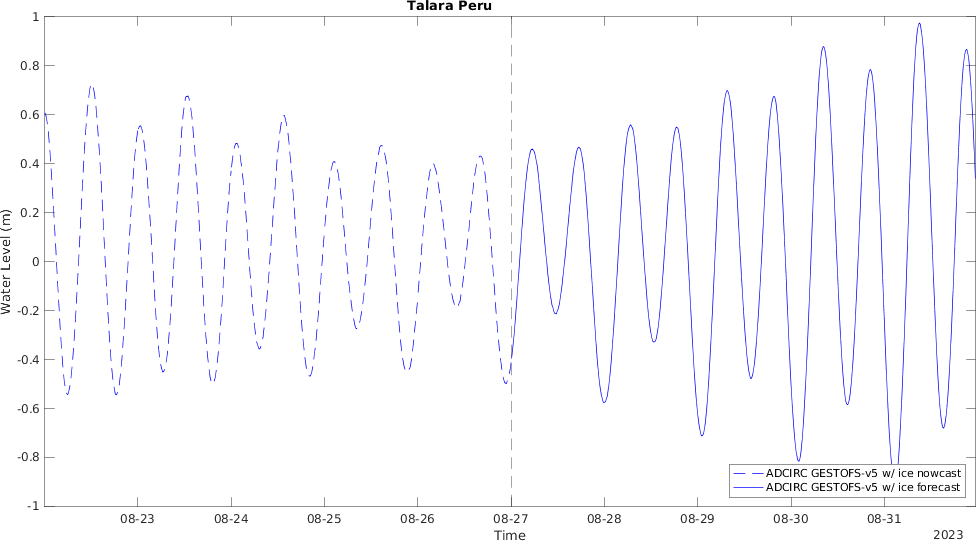 Talara Peru
1
0.8
0.6
0.4
0.2
0
-0.2
-0.4
-0.6
-0.8
-1
Water Level (m)
ADCIRC GESTOFS-v5 w/ ice nowcast
ADCIRC GESTOFS-v5 w/ ice forecast
08-23 08-24 08-25 08-26 08-27 08-28 08-29 08-30 08-31
Time
2023